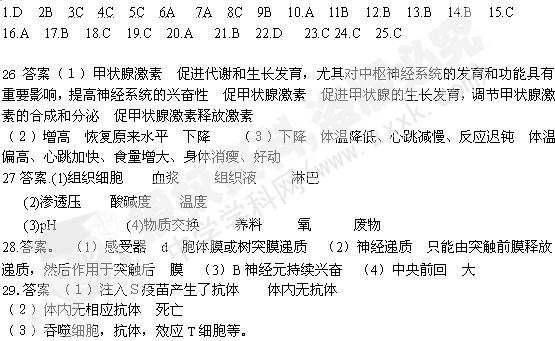 1.D 2B 3C 4C 5C 6A 7A 8C 9B 10.A 11B 12.B 13.B 14.B 15.C
16.A 17.B 18.C 19.C 20.A 21.B 22.D 23.C 24.C 25.C
26 答案（1）甲状腺激素 促进代谢和生长发育，尤其对中枢神经系统的发育和功能具有
重要影响，提高神经系统的兴奋性 促甲状腺激素 促进甲状腺的生长发育，调节甲状腺激
素的合成和分泌 促甲状腺激素释放激素
（2）增高 恢复原来水平 下降 （3）下降 体温降低、心跳减慢、反应迟钝 体温
偏高、心跳加快、食量增大、身体消瘦、好动
27 答案.(1)组织细胞 血浆 组织液 淋巴
(2)渗透压 酸碱度 温度
(3)pH (4)物质交换 养料 氧 废物
28.答案。（1）感受器 d 胞体膜或树突膜递质 （2）神经递质 只能由突触前膜释放
递质，然后作用于突触后 膜 （3）B 神经元持续兴奋 （4）中央前回 大
29.答案（1）注入 S 疫苗产生了抗体 体内无抗体
（2）体内无相应抗体 死亡
（3）吞噬细胞，抗体，效应 T 细胞等。